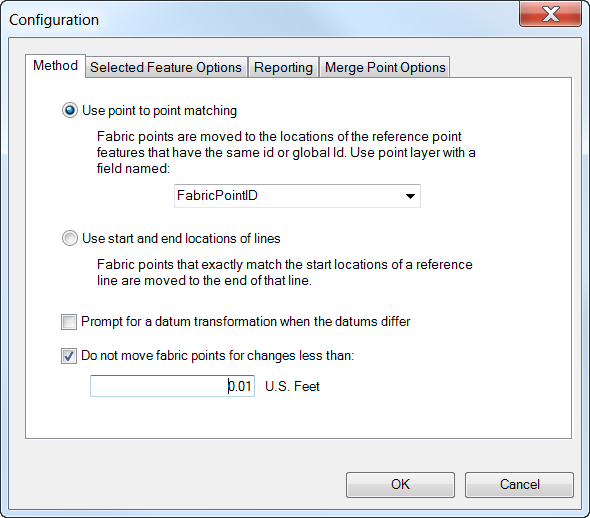 Configuration
Method
Selected Feature Options
Reporting
Merge Point Options
Use point to point matching
Fabric points are moved to the locations of the reference point
features that have the same id or global Id. Use point layer with a
field named:
FabricPointID
Use start and end locations of lines
Fabric points that exactly match the start locations of a reference
line are moved to the end of that line.
Prompt for a datum transformation when the datums differ
Do not move fabric points for changes less than:
0.01 U.S. Feet
OK
Cancel